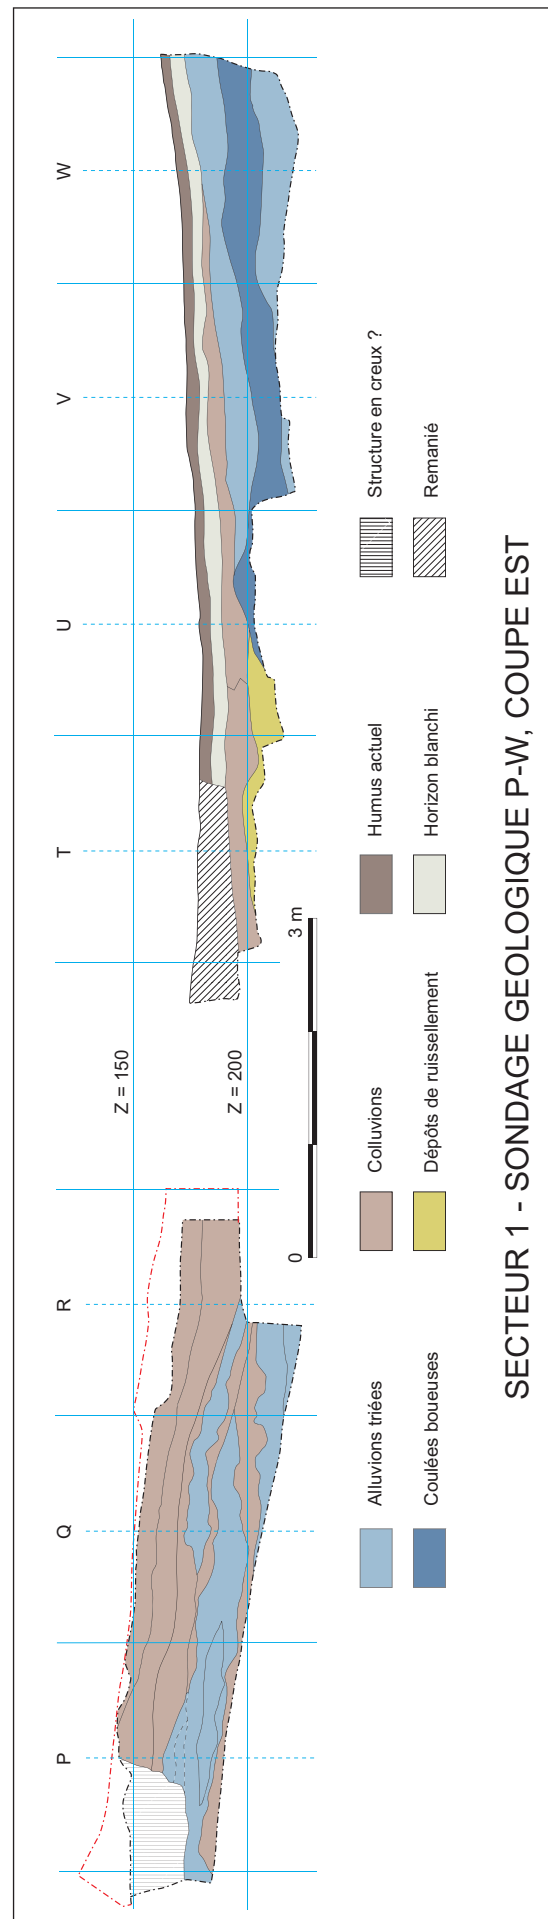 P
Q
R
T
U
V
W
Z = 150
Z = 200
0
3 m
Alluvions triées
Colluvions
Humus actuel
Structure en creux ?
Coulées boueuses
Dépôts de ruissellement
Horizon blanchi
Remanié
SECTEUR 1 - SONDAGE GEOLOGIQUE P-W, COUPE EST